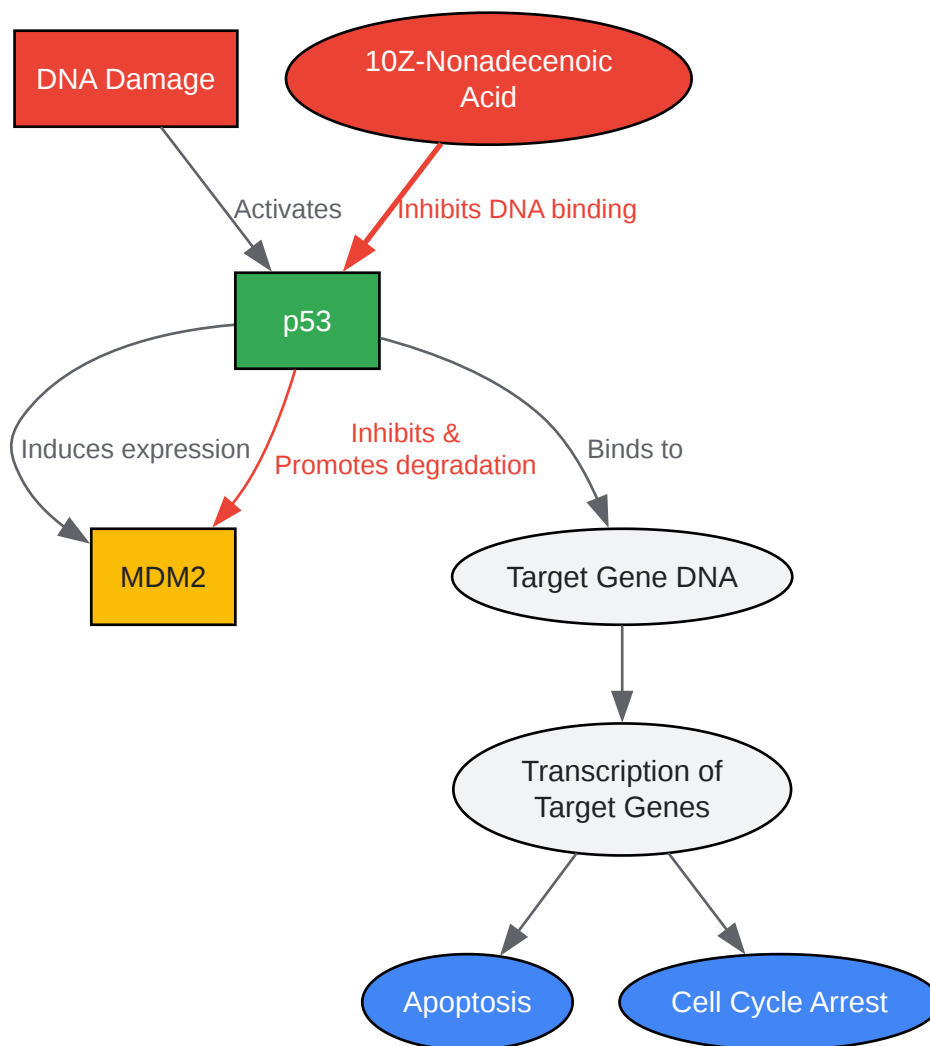 DNA Damage
10Z-Nonadecenoic
Acid
Activates
Inhibits DNA binding
p53
Induces expression
Inhibits &
Promotes degradation
Binds to
MDM2
Target Gene DNA
Transcription of
Target Genes
Apoptosis
Cell Cycle Arrest